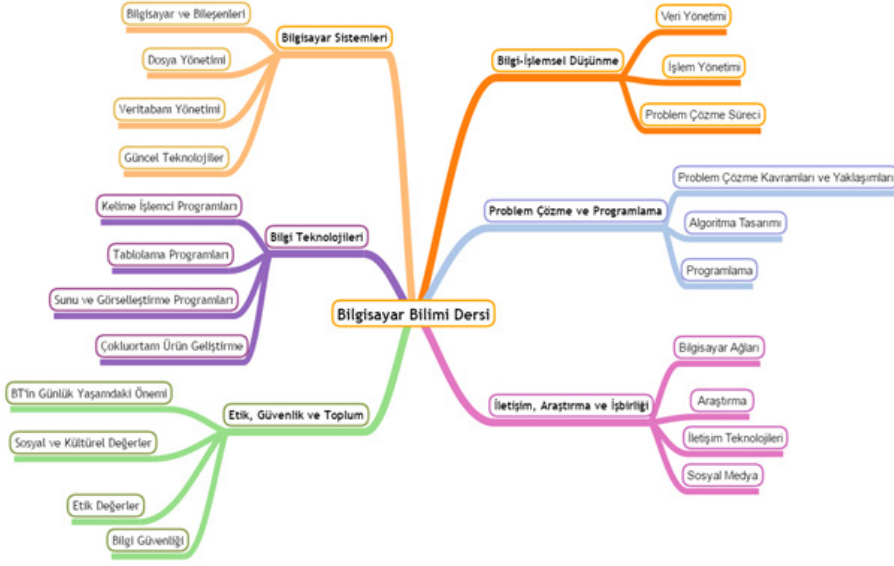 Bilgisayar Bilimi Dersi
Bilgisayar Sistemleri
Bilgisayar ve Bileşenleri
Dosya Yönetimi
Veritabanı Yönetimi
Güncel Teknolojiler
Bilgi Teknolojileri
Kelime İşlemci Programları
Tablolama Programları
Sunu ve Görselleştirme Programları
Çokluortam Ürün Geliştirme
Etik, Güvenlik ve Toplum
BT'in Günlük Yaşamdaki Önemi
Sosyal ve Kültürel Değerler
Etik Değerler
Bilgi Güvenliği
Bilgi-İşlemsel Düşünme
Veri Yönetimi
İşlem Yönetimi
Problem Çözme Süreci
Problem Çözme ve Programlama
Problem Çözme Kavramları ve Yaklaşımları
Algoritma Tasarımı
Programlama
İletişim, Araştırma ve İşbirliği
Bilgisayar Ağları
Araştırma
İletişim Teknolojileri
Sosyal Medya